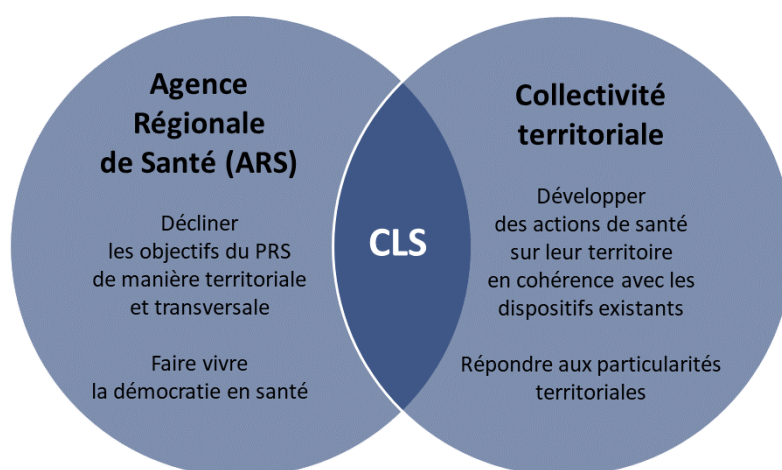 Agence
Régionale
de Santé (ARS)
Décliner
les objectifs du PRS
de manière territoriale
et transversale
Faire vivre
la démocratie en santé
CLS
Collectivité
territoriale
Développer
des actions de santé
sur leur territoire
en cohérence avec les
dispositifs existants
Répondre aux particularités
territoriales